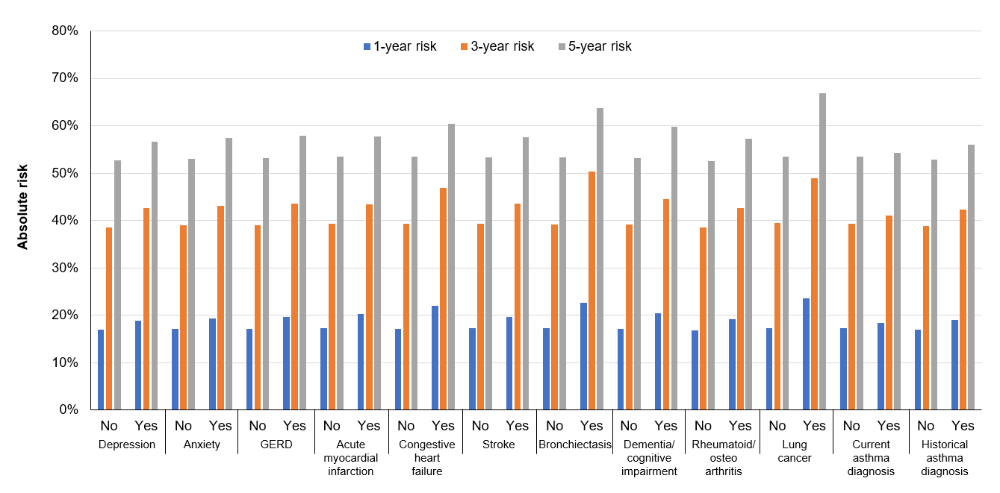 80%
1-year risk 3-year risk 5-year risk
70%
60%
50%
40%
30%
20%
10%
0%
Absolute risk
No Yes No Yes No Yes No Yes No Yes No Yes No Yes No Yes No Yes No Yes No Yes No Yes
Depression
Anxiety
GERD
Acute
myocardial
infarction
Congestive
heart
failure
Stroke
Bronchiectasis
Dementia/
cognitive
impairment
Rheumatoid/
osteo
arthritis
Lung
cancer
Current
asthma
diagnosis
Historical
asthma
diagnosis